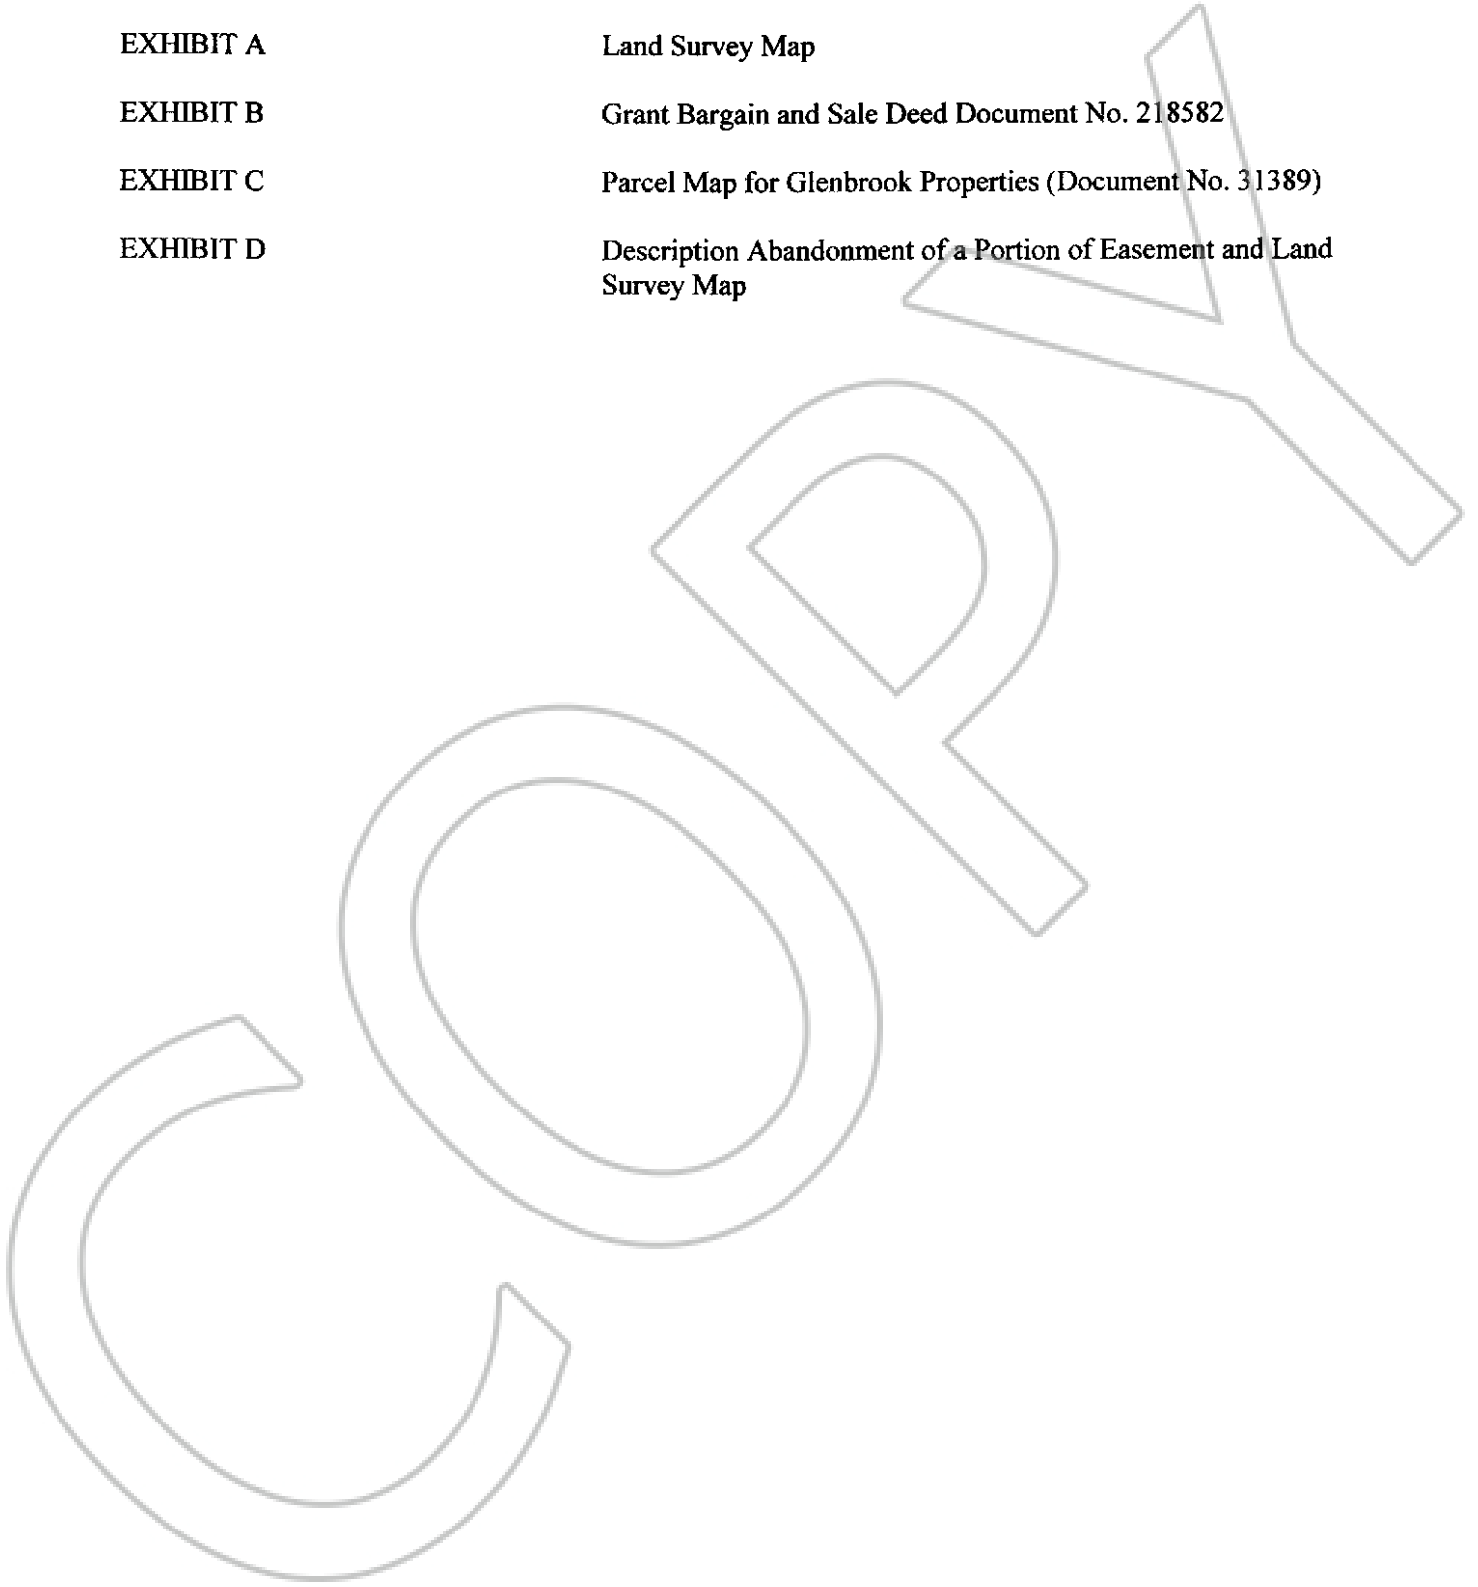 EXHIBIT A Land Survey Map
EXHIBIT B Grant Bargain and Sale Deed Document No. 218582
EXHIBIT C Parcel Map for Glenbrook Properties (Document No. 31389)
EXHIBIT D Description Abandonment of a Portion of Easement and Land
Survey Map
COPY